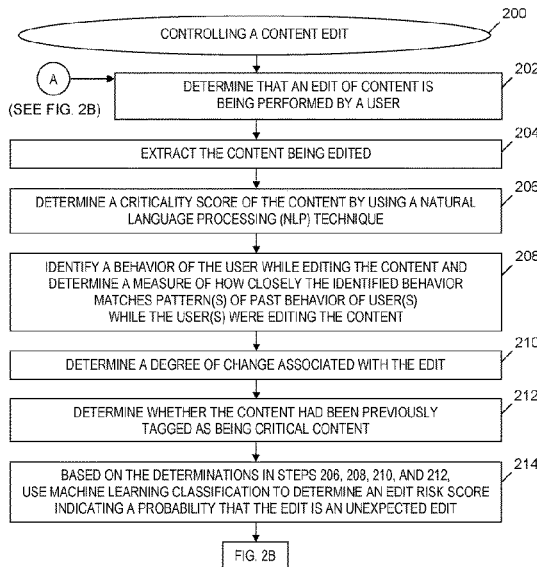 200
CONTROLLING A CONTENT EDIT
A
(SEE FIG. 2B)
202
DETERMINE THAT AN EDIT OF CONTENT IS
BEING PERFORMED BY A USER
204
EXTRACT THE CONTENT BEING EDITED
206
DETERMINE A CRITICALITY SCORE OF THE CONTENT BY USING A NATURAL
LANGUAGE PROCESSING (NLP) TECHNIQUE
208
IDENTIFY A BEHAVIOR OF THE USER WHILE EDITING THE CONTENT AND
DETERMINE A MEASURE OF HOW CLOSELY THE IDENTIFIED BEHAVIOR
MATCHES PATTERN(S) OF PAST BEHAVIOR OF USER(S)
WHILE THE USER(S) WERE EDITING THE CONTENT
210
DETERMINE A DEGREE OF CHANGE ASSOCIATED WITH THE EDIT
212
DETERMINE WHETHER THE CONTENT HAD BEEN PREVIOUSLY
TAGGED AS BEING CRITICAL CONTENT
214
BASED ON THE DETERMINATIONS IN STEPS 206, 208, 210, AND 212,
USE MACHINE LEARNING CLASSIFICATION TO DETERMINE AN EDIT RISK SCORE
INDICATING A PROBABILITY THAT THE EDIT IS AN UNEXPECTED EDIT
FIG. 2B